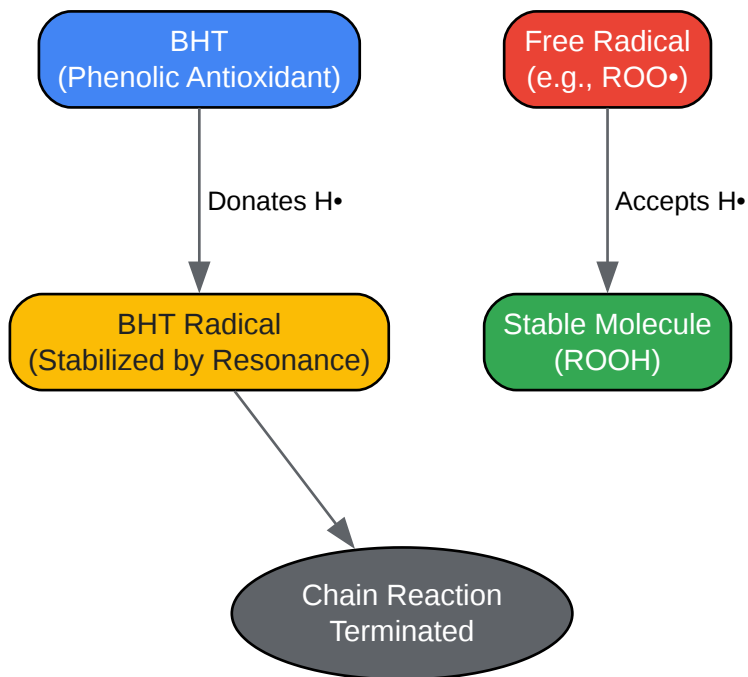 BHT
(Phenolic Antioxidant)
Free Radical
(e.g., ROO•)
Donates H•
Accepts H•
BHT Radical
(Stabilized by Resonance)
Stable Molecule
(ROOH)
Chain Reaction
Terminated